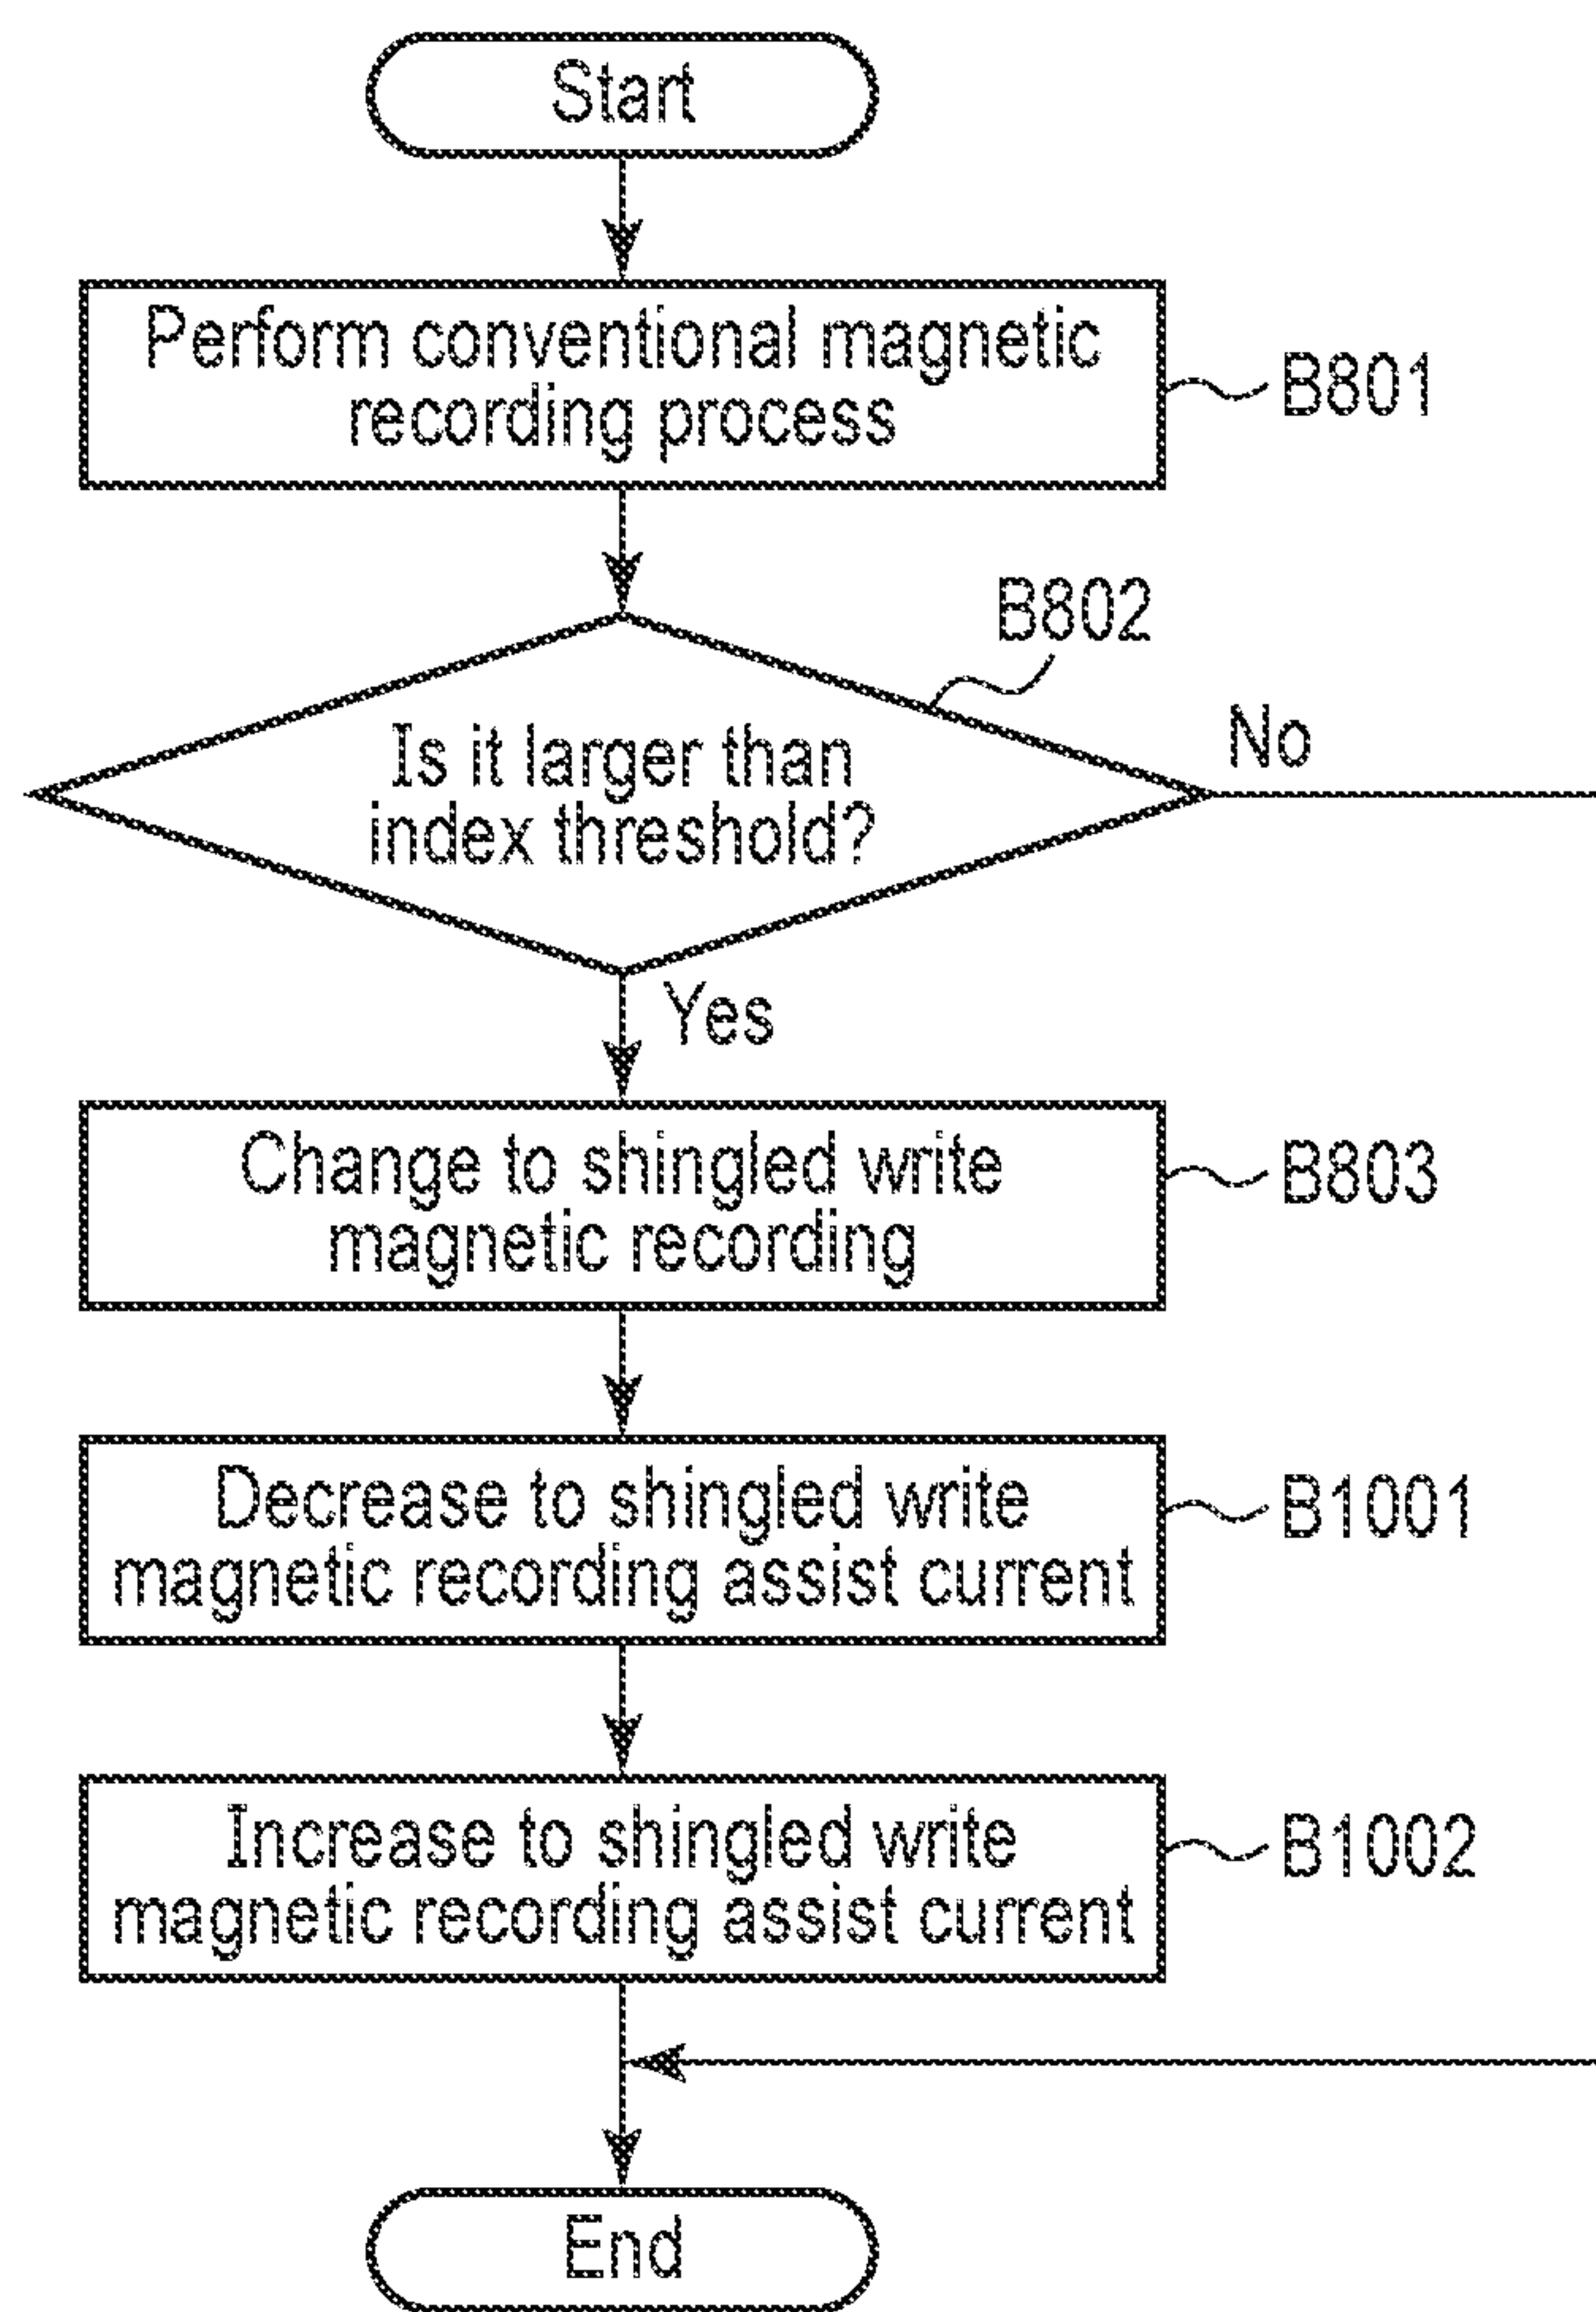 Start
Perform conventional magnetic
recording process
B801
B802
Is it larger than
index threshold?
No
Yes
Change to shingled write
magnetic recording
B803
Decrease to shingled write
magnetic recording assist current
B1001
Increase to shingled write
magnetic recording assist current
B1002
End